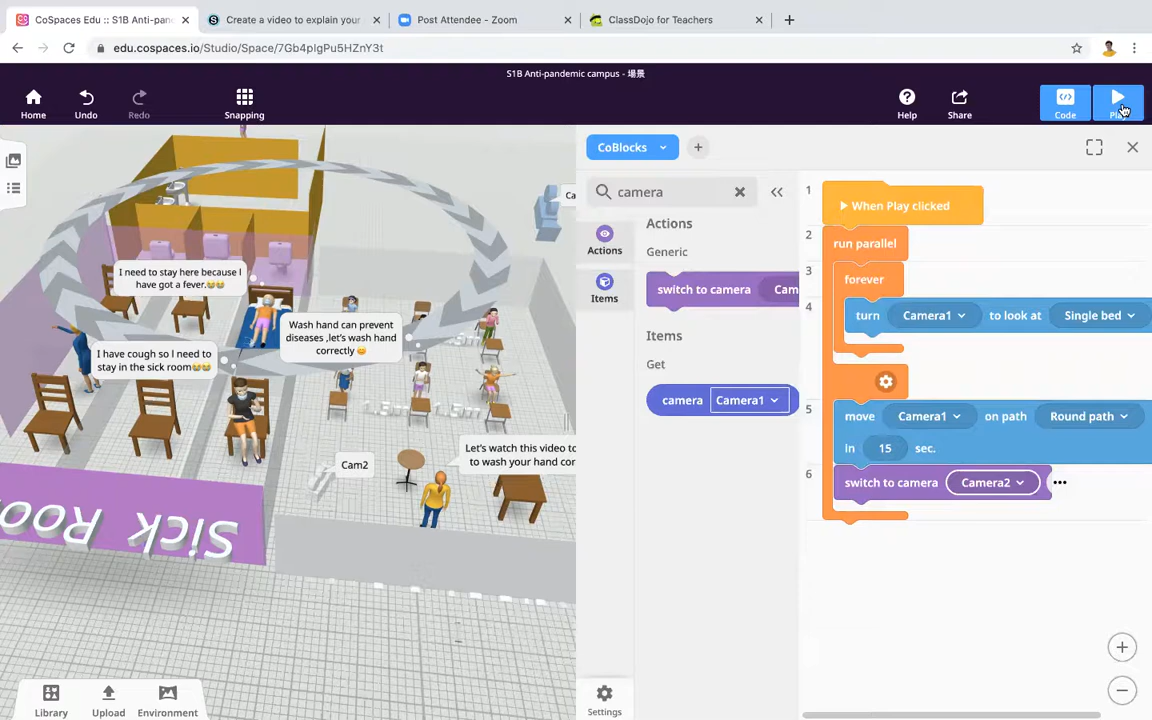 CoSpaces Edu :: S1B Anti-pan
Create a video to explain your
Post Attendee - Zoom
ClassDojo for Teachers
edu.cospaces.io/Studio/Space/7Gb4plgPu5HZnY3t
S1B Anti-pandemic campus - 場景
Home
Undo
Redo
Snapping
Help
Share
Code
Play
CoBlocks
camera
Actions
Items
Settings
Actions
Generic
switch to camera Cam
Items
Get
camera Camera1
1
When Play clicked
2
run parallel
3
forever
4
turn Camera1 to look at Single bed
5
move Camera1 on path Round path
In 15 sec.
6
switch to camera Camera2
Ca
I need to stay here because I
have got a fever.😭😭
Wash hand can prevent
diseases ,let's wash hand
correctly 😊
I have cough so I need to
stay in the sick room😭😭
Let's watch this video to
to wash your hand cor
Cam2
Sick Room
Library
Upload
Environment